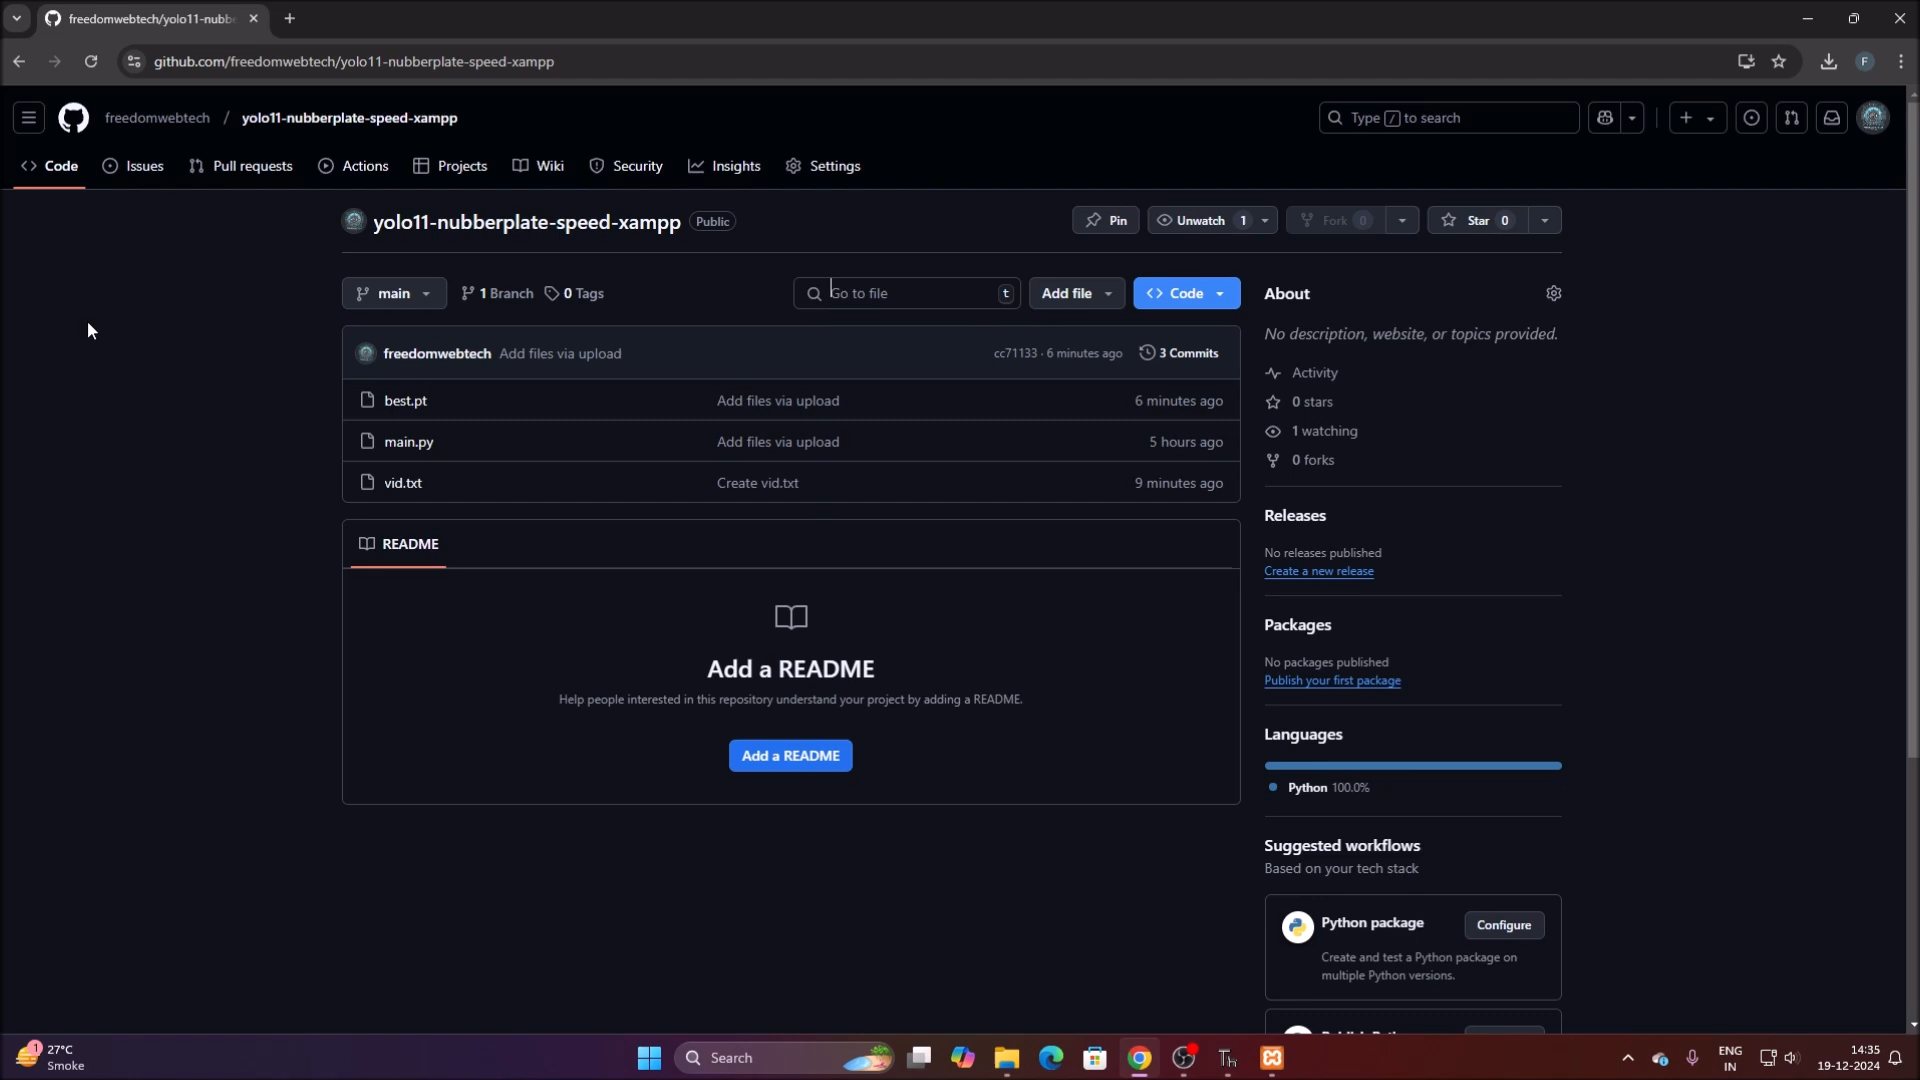 freedomwebtech/yolo11-nubb
github.com/freedomwebtech/yolo11-nubberplate-speed-xampp
F
freedomwebtech / yolo11-nubberplate-speed-xampp
Type / to search
Code
Issues
Pull requests
Actions
Projects
Wiki
Security
Insights
Settings
yolo11-nubberplate-speed-xampp Public
Pin
Unwatch 1
Fork 0
Star 0
main
1 Branch
0 Tags
Go to file t
Add file
Code
freedomwebtech Add files via upload
cc71133 · 6 minutes ago
3 Commits
best.pt Add files via upload 6 minutes ago
main.py Add files via upload 5 hours ago
vid.txt Create vid.txt 9 minutes ago
README
Add a README
Help people interested in this repository understand your project by adding a README.
Add a README
About
No description, website, or topics provided.
Activity
0 stars
1 watching
0 forks
Releases
No releases published
Create a new release
Packages
No packages published
Publish your first package
Languages
Python 100.0%
Suggested workflows
Based on your tech stack
Python package
Configure
Create and test a Python package on
multiple Python versions.
1
27°C
Smoke
Search
Th
ENG
IN
14:35
19-12-2024